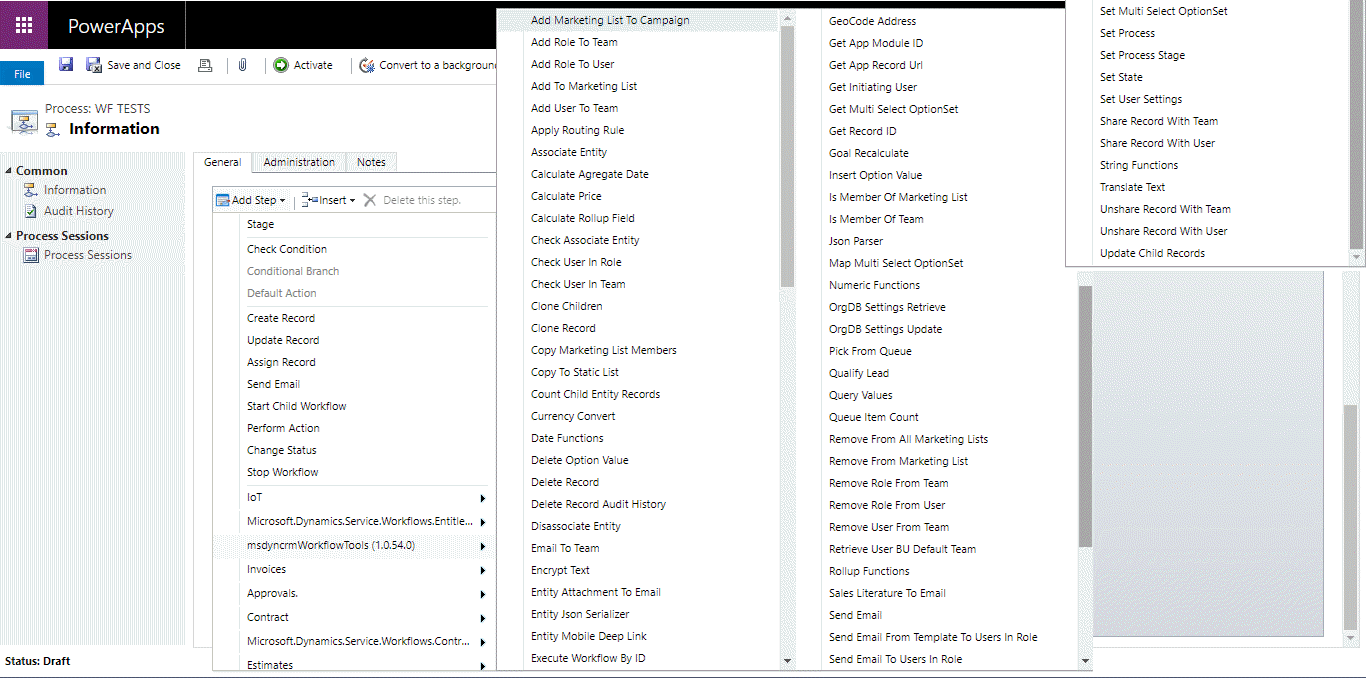 PowerApps
File
Save and Close
Activate
Convert to a background
Process: WF TESTS
Information
Common
Information
Audit History
Process Sessions
Process Sessions
General
Administration
Notes
Add Step
Insert
Delete this step.
Stage
Check Condition
Conditional Branch
Default Action
Create Record
Update Record
Assign Record
Send Email
Start Child Workflow
Perform Action
Change Status
Stop Workflow
IoT
Microsoft.Dynamics.Service.Workflows.Entitle...
msdyncrmWorkflowTools (1.0.54.0)
Invoices
Approvals.
Contract
Microsoft.Dynamics.Service.Workflows.Contr...
Estimates
Add Marketing List To Campaign
Add Role To Team
Add Role To User
Add To Marketing List
Add User To Team
Apply Routing Rule
Associate Entity
Calculate Agregate Date
Calculate Price
Calculate Rollup Field
Check Associate Entity
Check User In Role
Check User In Team
Clone Children
Clone Record
Copy Marketing List Members
Copy To Static List
Count Child Entity Records
Currency Convert
Date Functions
Delete Option Value
Delete Record
Delete Record Audit History
Disassociate Entity
Email To Team
Encrypt Text
Entity Attachment To Email
Entity Json Serializer
Entity Mobile Deep Link
Execute Workflow By ID
GeoCode Address
Get App Module ID
Get App Record Url
Get Initiating User
Get Multi Select OptionSet
Get Record ID
Goal Recalculate
Insert Option Value
Is Member Of Marketing List
Is Member Of Team
Json Parser
Map Multi Select OptionSet
Numeric Functions
OrgDB Settings Retrieve
OrgDB Settings Update
Pick From Queue
Qualify Lead
Query Values
Queue Item Count
Remove From All Marketing Lists
Remove From Marketing List
Remove Role From Team
Remove Role From User
Remove User From Team
Retrieve User BU Default Team
Rollup Functions
Sales Literature To Email
Send Email
Send Email From Template To Users In Role
Send Email To Users In Role
Set Multi Select OptionSet
Set Process
Set Process Stage
Set State
Set User Settings
Share Record With Team
Share Record With User
String Functions
Translate Text
Unshare Record With Team
Unshare Record With User
Update Child Records
Status: Draft